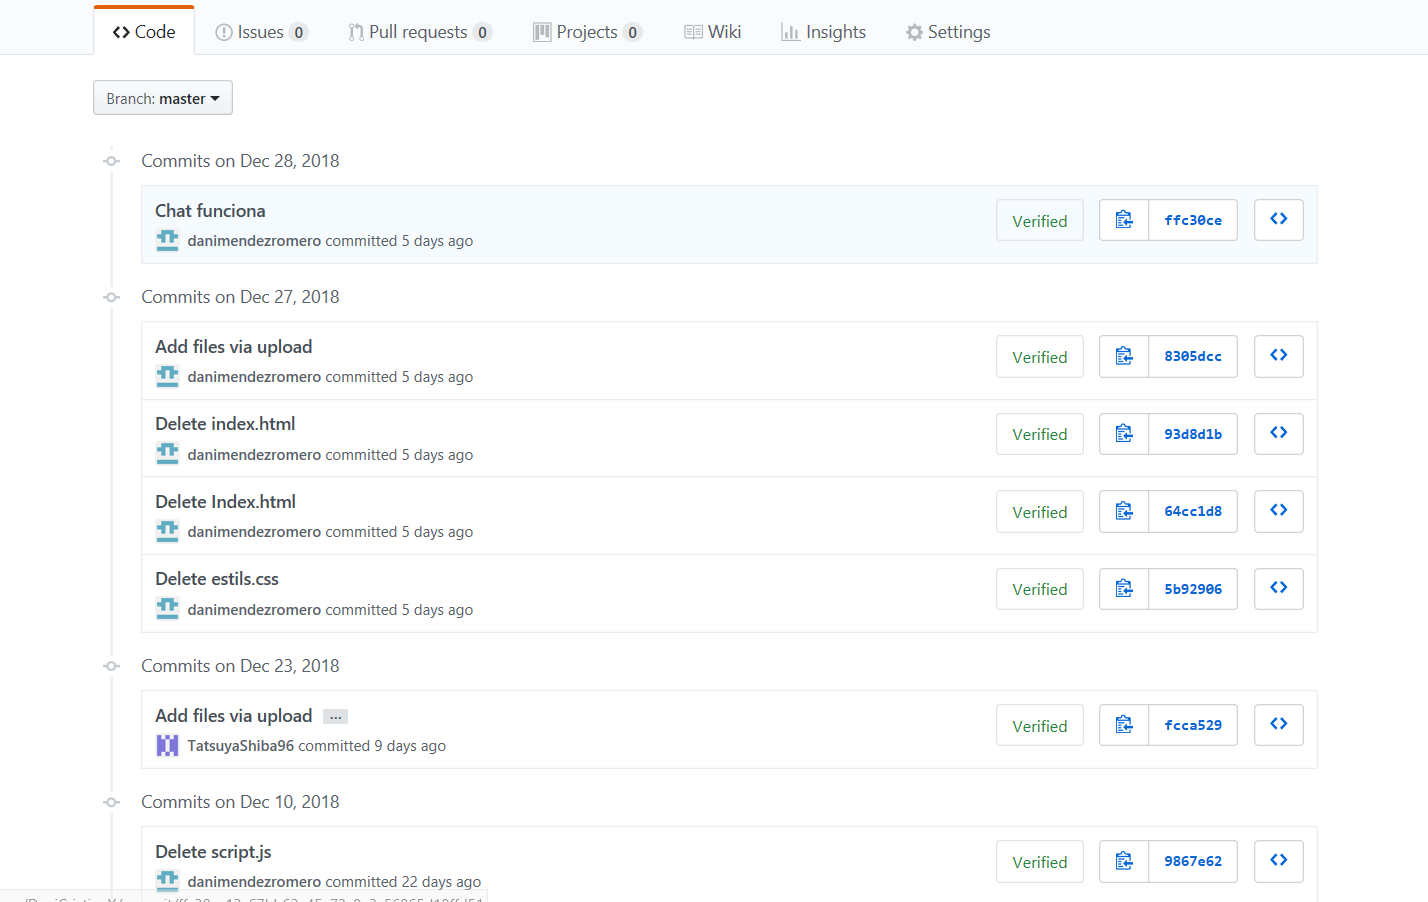 Code Issues 0 Pull requests 0 Projects 0 Wiki Insights Settings
Branch: master
Commits on Dec 28, 2018
Chat funciona
danimendezromero committed 5 days ago
Verified
ffc30ce
Commits on Dec 27, 2018
Add files via upload
danimendezromero committed 5 days ago
Verified
8305dcc
Delete index.html
danimendezromero committed 5 days ago
Verified
93d8d1b
Delete Index.html
danimendezromero committed 5 days ago
Verified
64cc1d8
Delete estils.css
danimendezromero committed 5 days ago
Verified
5b92906
Commits on Dec 23, 2018
Add files via upload ...
TatsuyaShiba96 committed 9 days ago
Verified
fcca529
Commits on Dec 10, 2018
Delete script.js
danimendezromero committed 22 days ago
Verified
9867e62